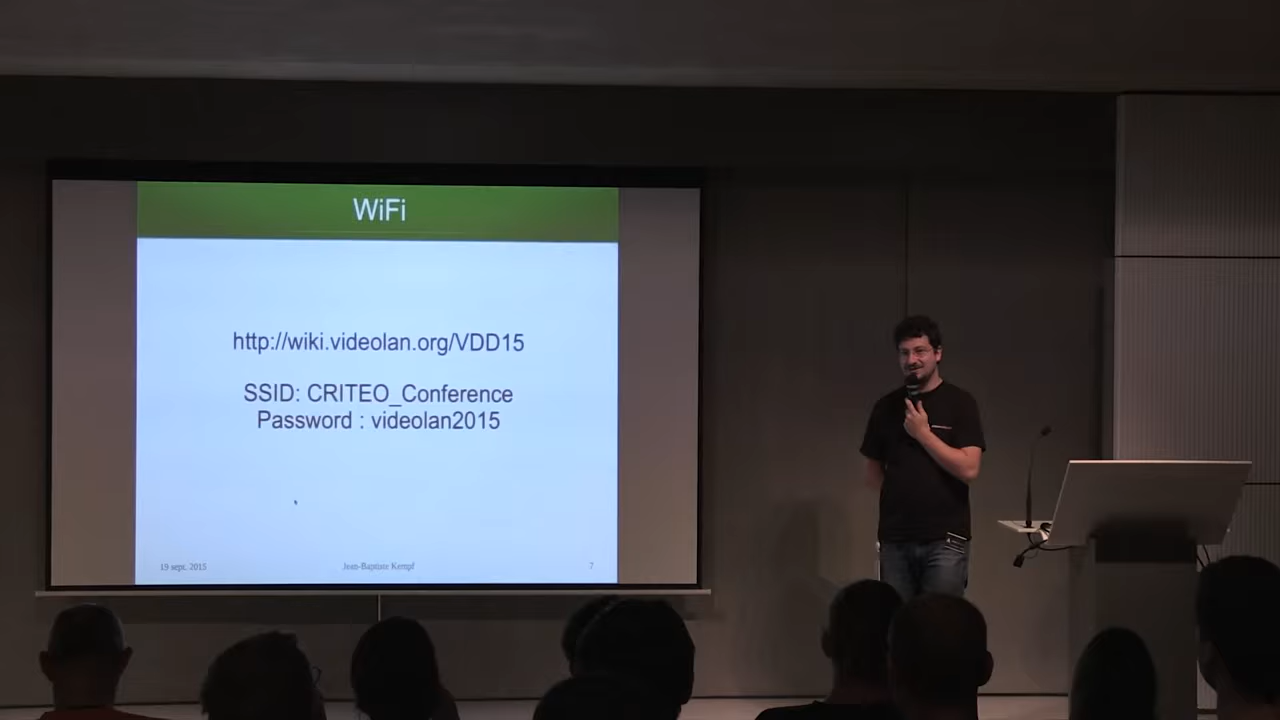 WiFi
http://wiki.videolan.org/VDD15
SSID: CRITEO_Conference
Password : videolan2015
19 sept. 2015
Jean-Baptiste Kempf
7